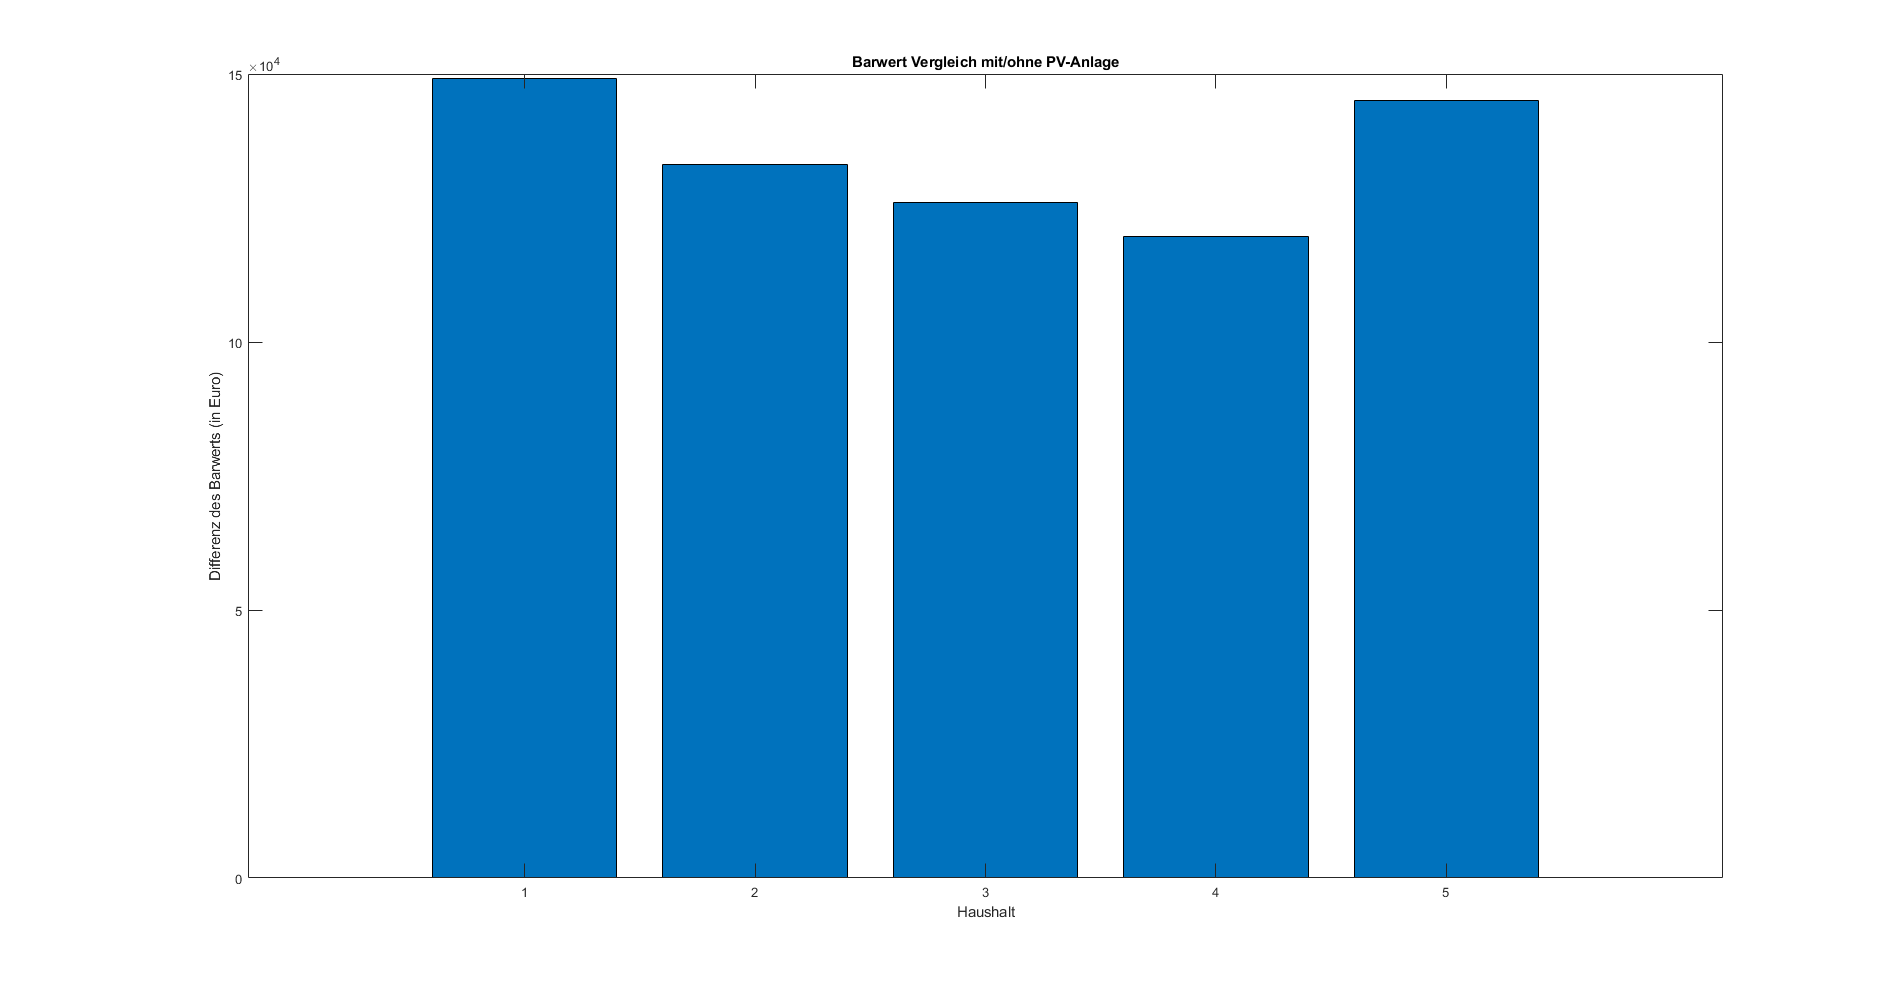 Barwert Vergleich mit/ohne PV-Anlage
×10⁴
15
10
5
0
Differenz des Barwerts (in Euro)
1 2 3 4 5
Haushalt